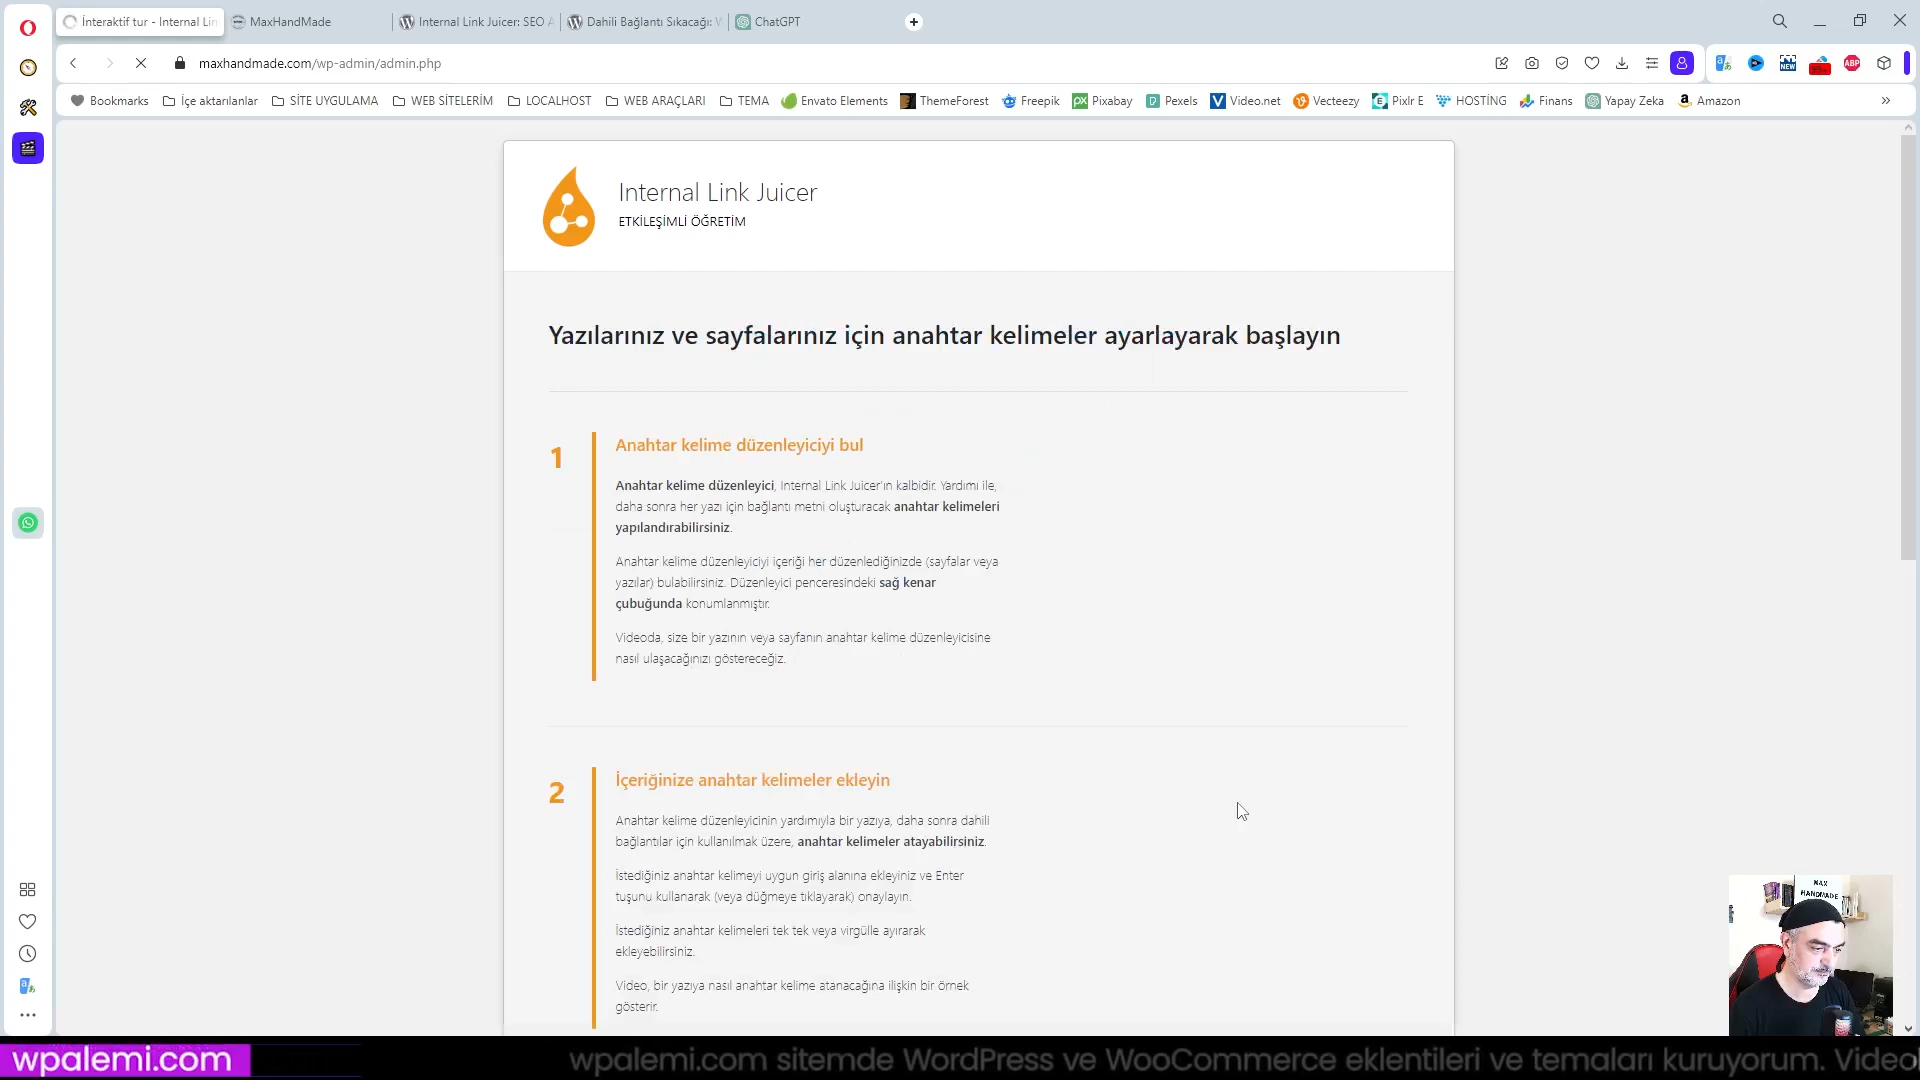 İnteraktif tur - Internal Lin
MaxHandMade
Internal Link Juicer: SEO A
Dahili Bağlantı Sıkacağı: W
ChatGPT
maxhandmade.com/wp-admin/admin.php
ABP
Bookmarks
İçe aktarılanlar
SİTE UYGULAMA
WEB SİTELERİM
LOCALHOST
WEB ARAÇLARI
TEMA
Envato Elements
ThemeForest
Freepik
Pixabay
Pexels
Video.net
Vecteezy
Pixlr E
HOSTİNG
Finans
Yapay Zeka
Amazon
Internal Link Juicer
ETKİLEŞİMLİ ÖĞRETİM
Yazılarınız ve sayfalarınız için anahtar kelimeler ayarlayarak başlayın
1
Anahtar kelime düzenleyiciyi bul
Anahtar kelime düzenleyici, Internal Link Juicer'ın kalbidir. Yardımı ile,
daha sonra her yazı için bağlantı metni oluşturacak anahtar kelimeleri
yapılandırabilirsiniz.
Anahtar kelime düzenleyiciyi içeriği her düzenlediğinizde (sayfalar veya
yazılar) bulabilirsiniz. Düzenleyici penceresindeki sağ kenar
çubuğunda konumlanmıştır.
Videoda, size bir yazının veya sayfanın anahtar kelime düzenleyicisine
nasıl ulaşacağınızı göstereceğiz.
2
İçeriğinize anahtar kelimeler ekleyin
Anahtar kelime düzenleyicinin yardımıyla bir yazıya, daha sonra dahili
bağlantılar için kullanılmak üzere, anahtar kelimeler atayabilirsiniz.
İstediğiniz anahtar kelimeyi uygun giriş alanına ekleyiniz ve Enter
tuşunu kullanarak (veya düğmeye tıklayarak) onaylayın.
İstediğiniz anahtar kelimeleri tek tek veya virgülle ayırarak
ekleyebilirsiniz.
Video, bir yazıya nasıl anahtar kelime atanacağına ilişkin bir örnek
gösterir.
MAX
HANDMADE
wpalemi.com
wpalemi.com sitemde WordPress ve WooCommerce eklentileri ve temaları kuruyorum. Video